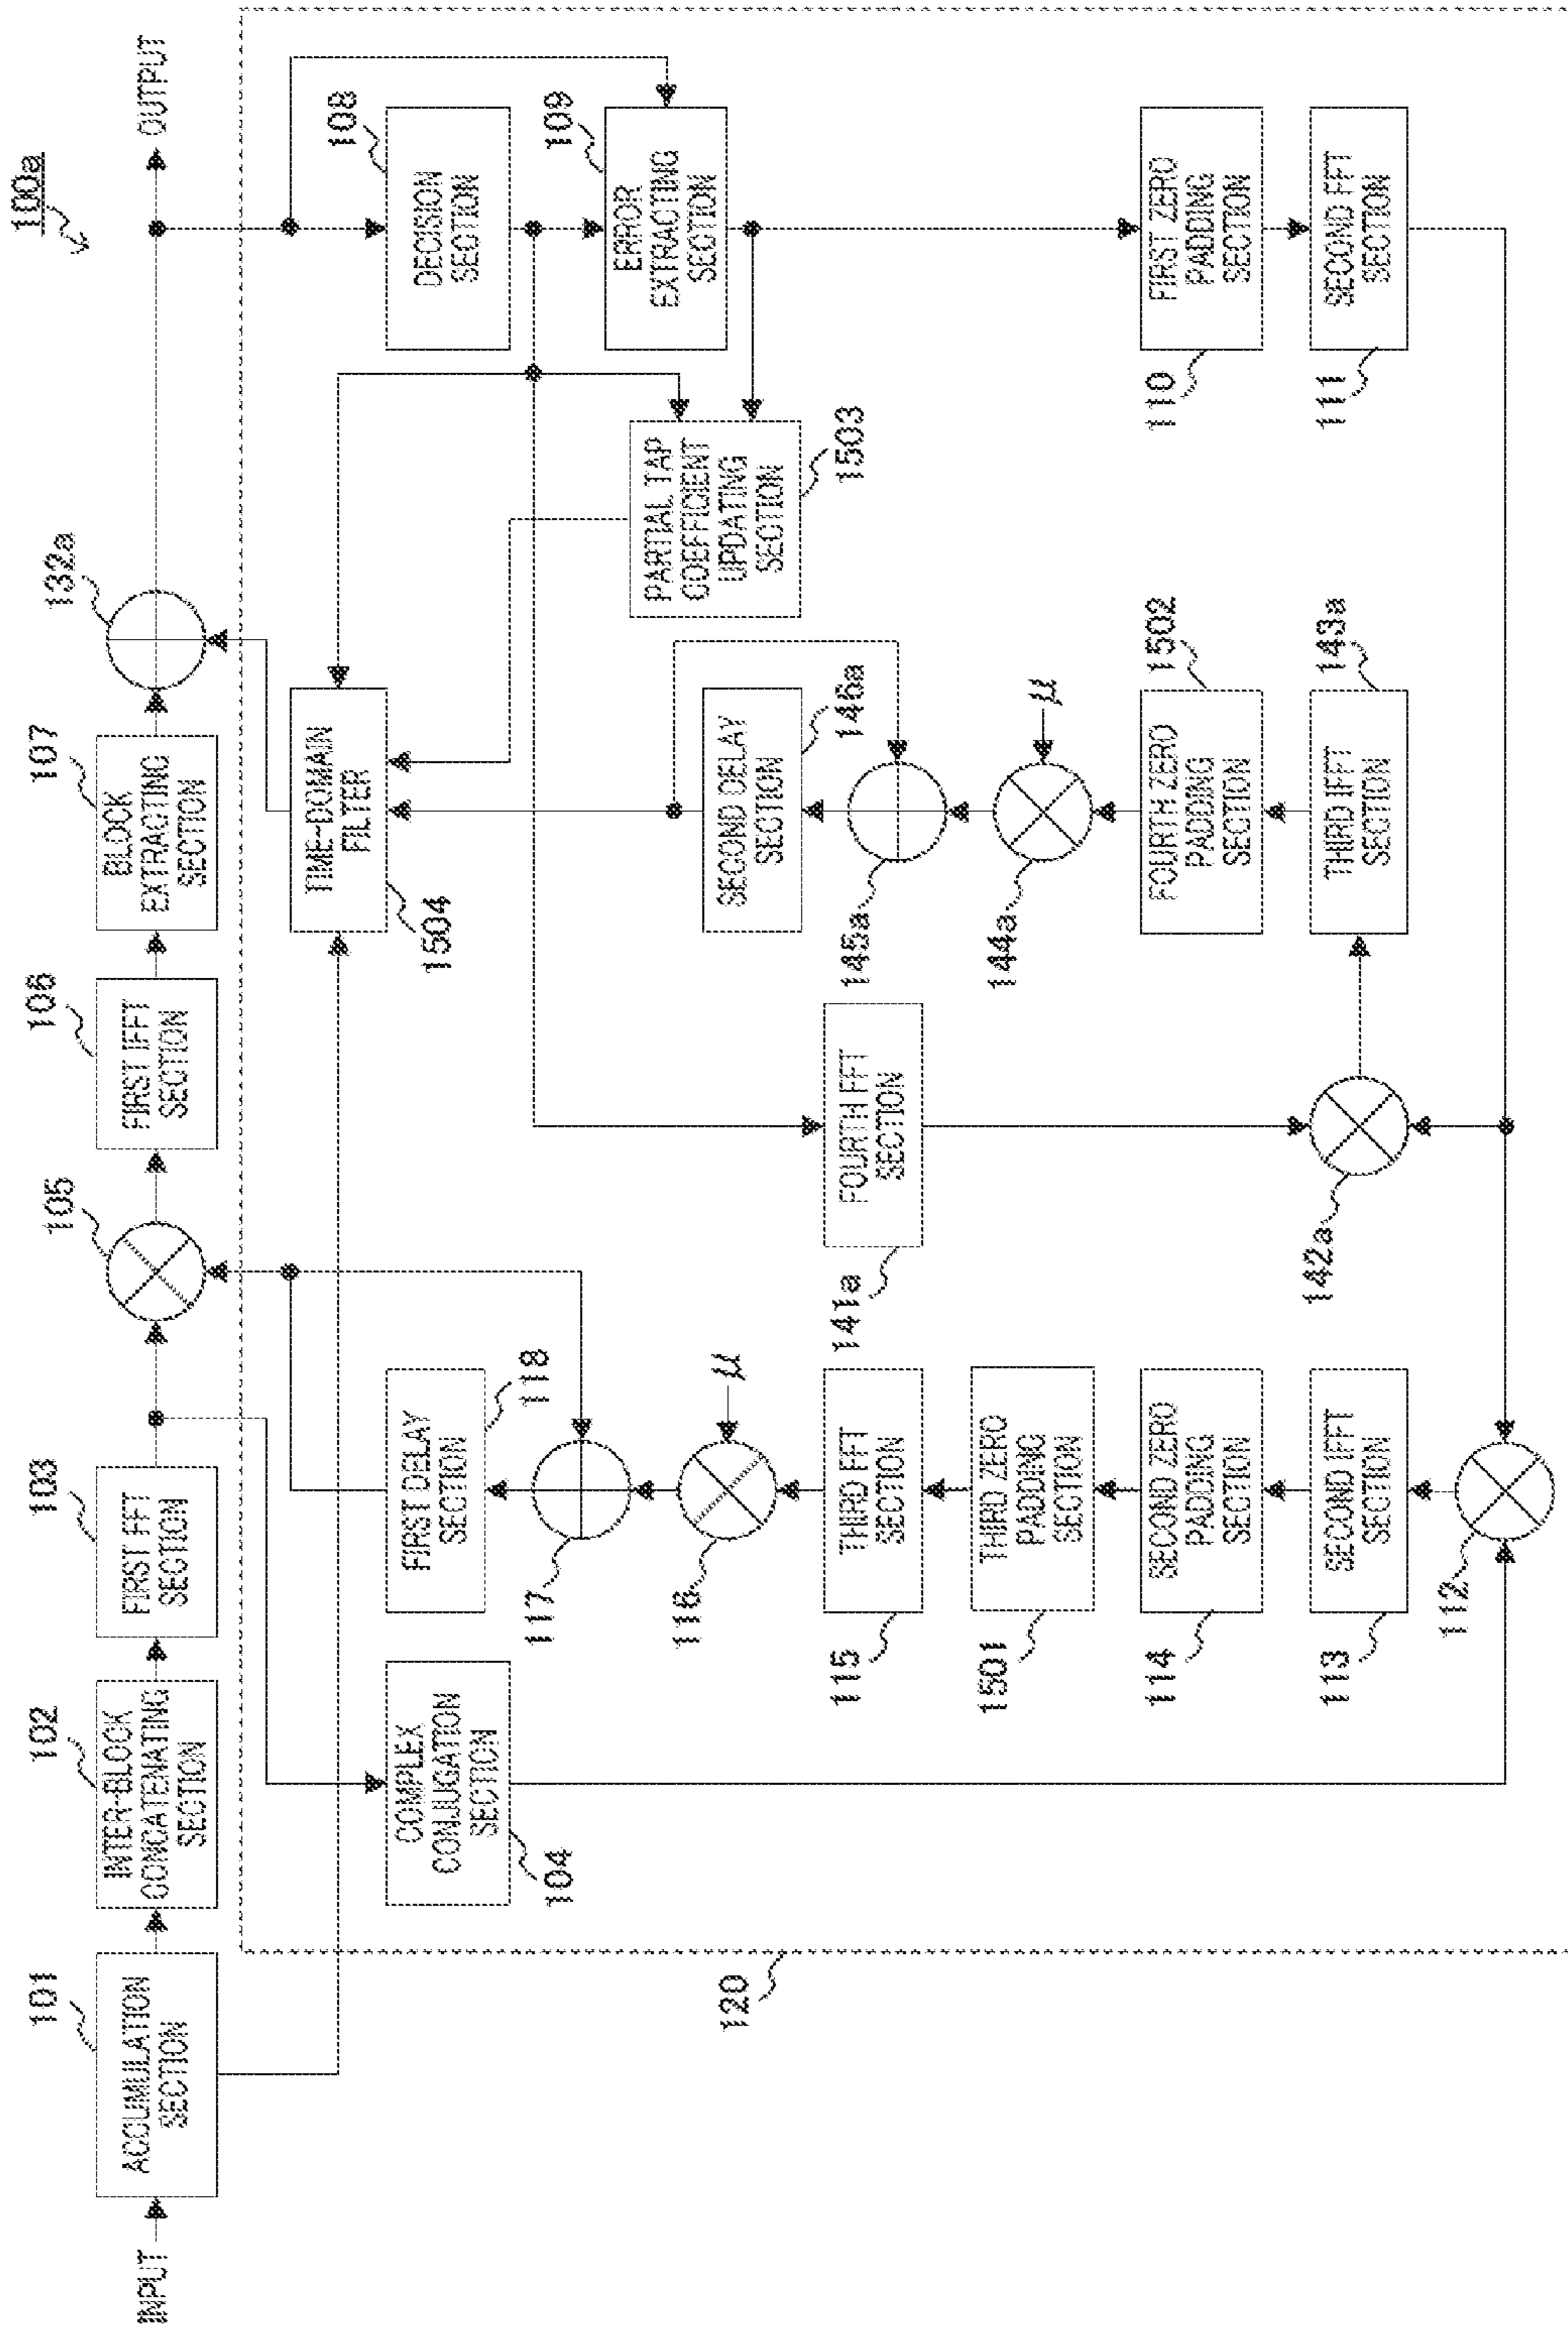 100a
INPUT
101
ACCUMULATION
SECTION
102
INTER-BLOCK
CONCATENATING
SECTION
103
FIRST FFT
SECTION
105
106
FIRST IFFT
SECTION
107
BLOCK
EXTRACTING
SECTION
132a
OUTPUT
120
COMPLEX
CONJUGATION
SECTION
104
FIRST DELAY
SECTION
118
117
μ
116
THIRD FFT
SECTION
115
THIRD ZERO
PADDING
SECTION
1501
SECOND ZERO
PADDING
SECTION
114
SECOND IFFT
SECTION
113
112
TIME-DOMAIN
FILTER
1504
FOURTH FFT
SECTION
141a
142a
SECOND DELAY
SECTION
146a
145a
μ
144a
FOURTH ZERO
PADDING
SECTION
1502
THIRD IFFT
SECTION
143a
PARTIAL TAP
COEFFICIENT
UPDATING
SECTION
1503
DECISION
SECTION
108
ERROR
EXTRACTING
SECTION
109
FIRST ZERO
PADDING
SECTION
110
SECOND FFT
SECTION
111